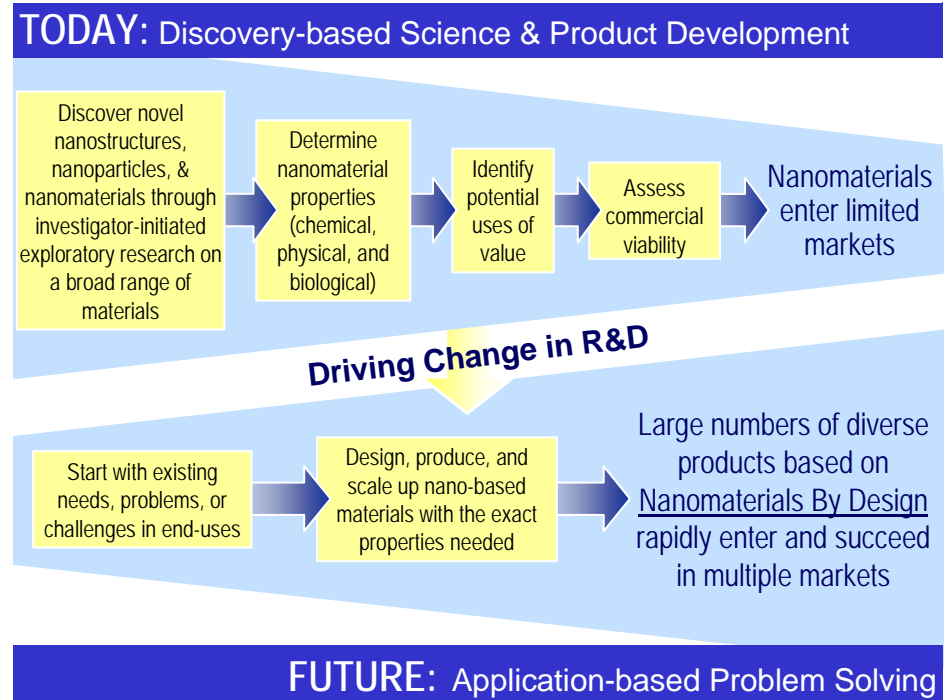 TODAY: Discovery-based Science & Product Development
Discover novel
nanostructures,
nanoparticles, &
nanomaterials through
investigator-initiated
exploratory research on
a broad range of
materials
Determine
nanomaterial
properties
(chemical,
physical, and
biological)
Identify
potential
uses of
value
Assess
commercial
viability
Nanomaterials
enter limited
markets
Driving Change in R&D
Start with existing
needs, problems, or
challenges in end-uses
Design, produce, and
scale up nano-based
materials with the exact
properties needed
Large numbers of diverse
products based on
Nanomaterials By Design
rapidly enter and succeed
in multiple markets
FUTURE: Application-based Problem Solving